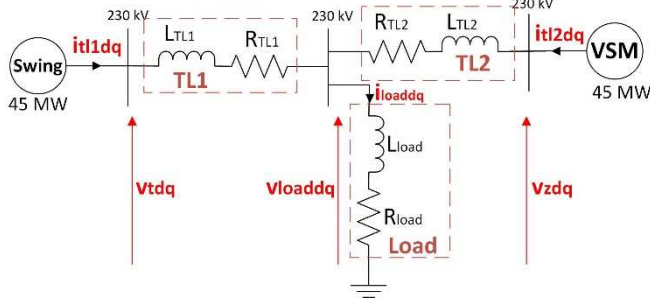 230 kV
230 kV
230 kV
itl1dq
LTL1
RTL1
RTL2
LTL2
itl2dq
Swing
TL1
TL2
VSM
45 MW
45 MW
iloaddq
Lload
vtdq
vloaddq
vzdq
Rload
Load